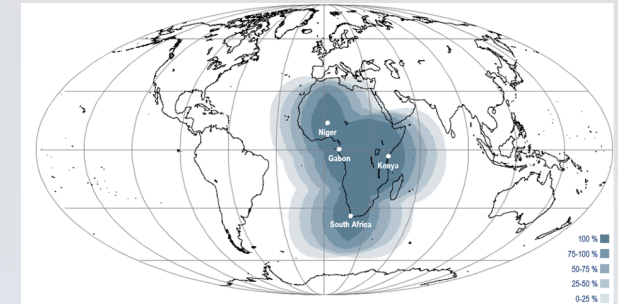 Niger
Gabon
Kenya
South Africa
100 %
75-100 %
50-75 %
25-50 %
0-25 %